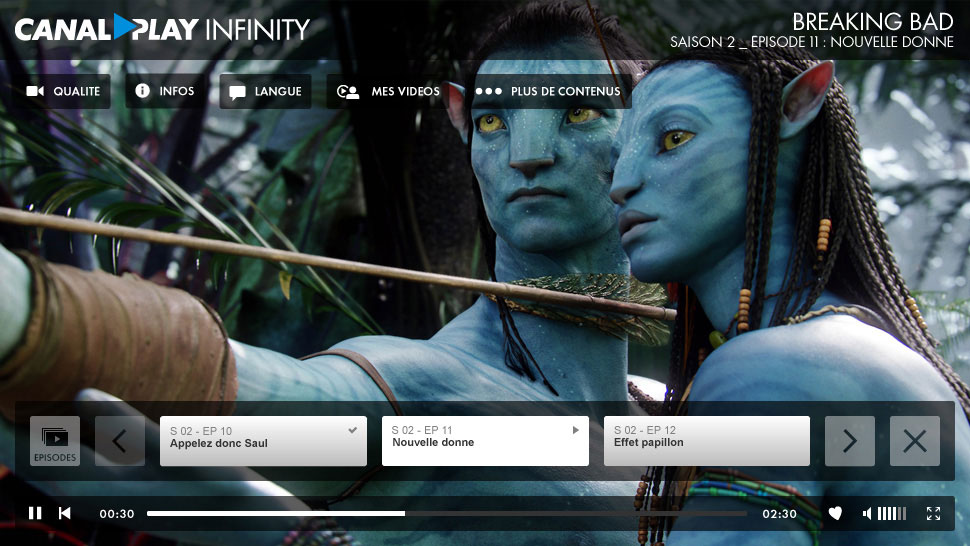 CANAL PLAY INFINITY
BREAKING BAD
SAISON 2 _ EPISODE 11 : NOUVELLE DONNE
QUALITE
INFOS
LANGUE
MES VIDEOS
PLUS DE CONTENUS
EPISODES
S 02 - EP 10
Appelez donc Saul
S 02 - EP 11
Nouvelle donne
S 02 - EP 12
Effet papillon
00:30
02:30